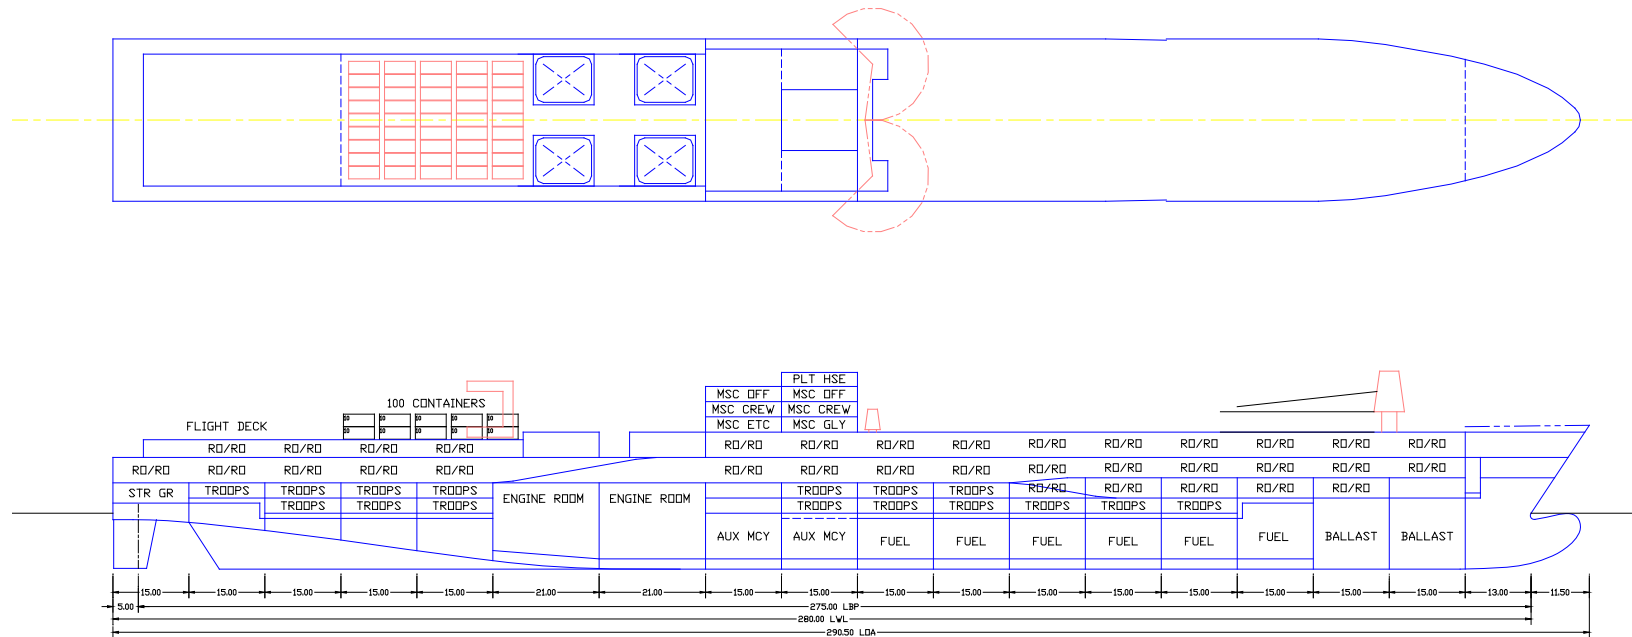 PLT HSE
MSC OFF MSC OFF
100 CONTAINERS MSC CREW MSC CREW
FLIGHT DECK MSC ETC MSC GLY
RO/RO RO/RO RO/RO RO/RO RO/RO RO/RO RO/RO RO/RO RO/RO RO/RO RO/RO RO/RO RO/RO RO/RO
RO/RO RO/RO RO/RO RO/RO RO/RO RO/RO RO/RO RO/RO RO/RO RO/RO RO/RO RO/RO RO/RO RO/RO RO/RO
STR GR TROOPS TROOPS TROOPS TROOPS TROOPS TROOPS TROOPS RO/RO RO/RO RO/RO RO/RO RO/RO
ENGINE ROOM ENGINE ROOM
TROOPS TROOPS TROOPS TROOPS TROOPS TROOPS TROOPS TROOPS TROOPS
AUX MCY AUX MCY FUEL FUEL FUEL FUEL FUEL FUEL BALLAST BALLAST
15.00 15.00 15.00 15.00 15.00 21.00 21.00 15.00 15.00 15.00 15.00 15.00 15.00 15.00 15.00 15.00 15.00 13.00 11.50
5.00 275.00 LBP
280.00 LWL
290.50 LOA